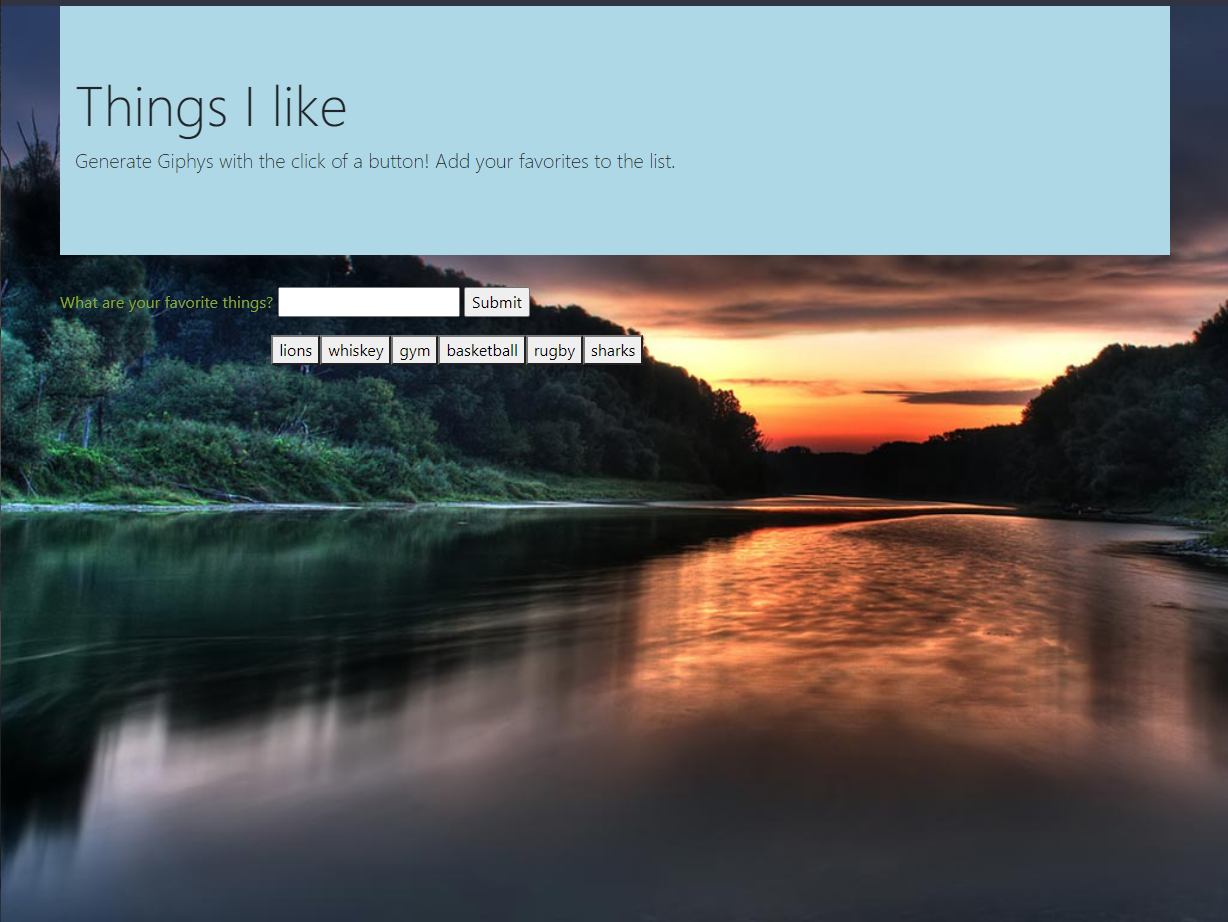 Things I like
Generate Giphys with the click of a button! Add your favorites to the list.
What are your favorite things? Submit
lions whiskey gym basketball rugby sharks